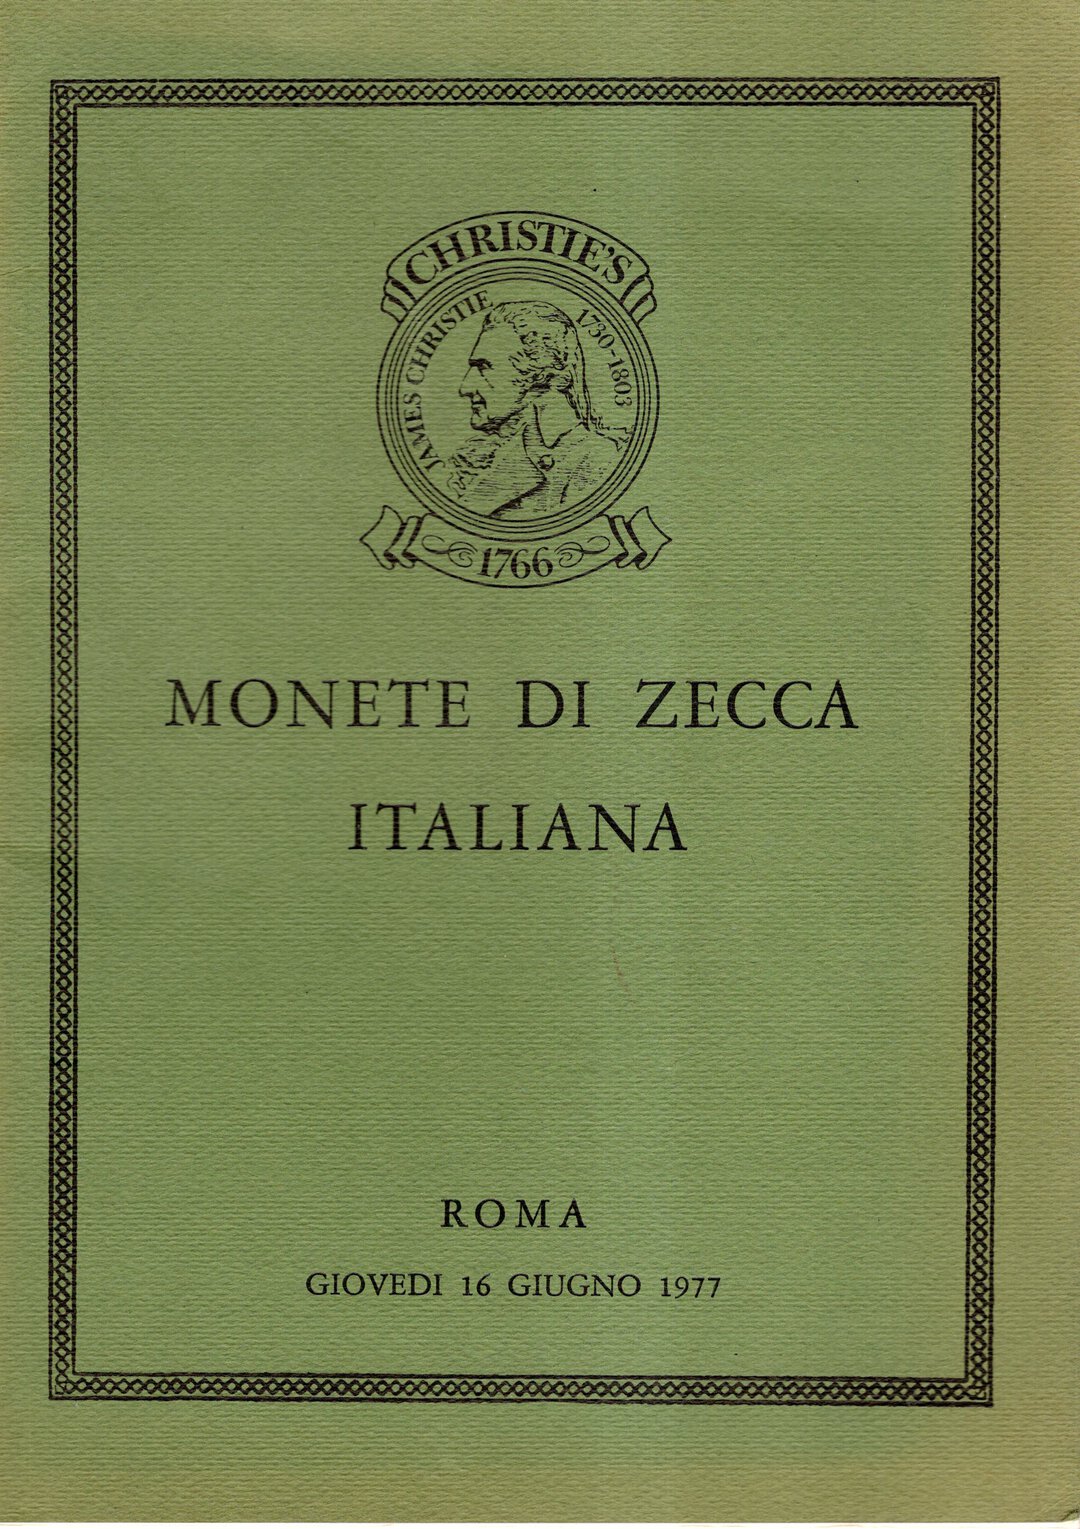 CHRISTIE'S
JAMES CHRISTIE 1730-1803
1766
MONETE DI ZECCA
ITALIANA
ROMA
GIOVEDI 16 GIUGNO 1977